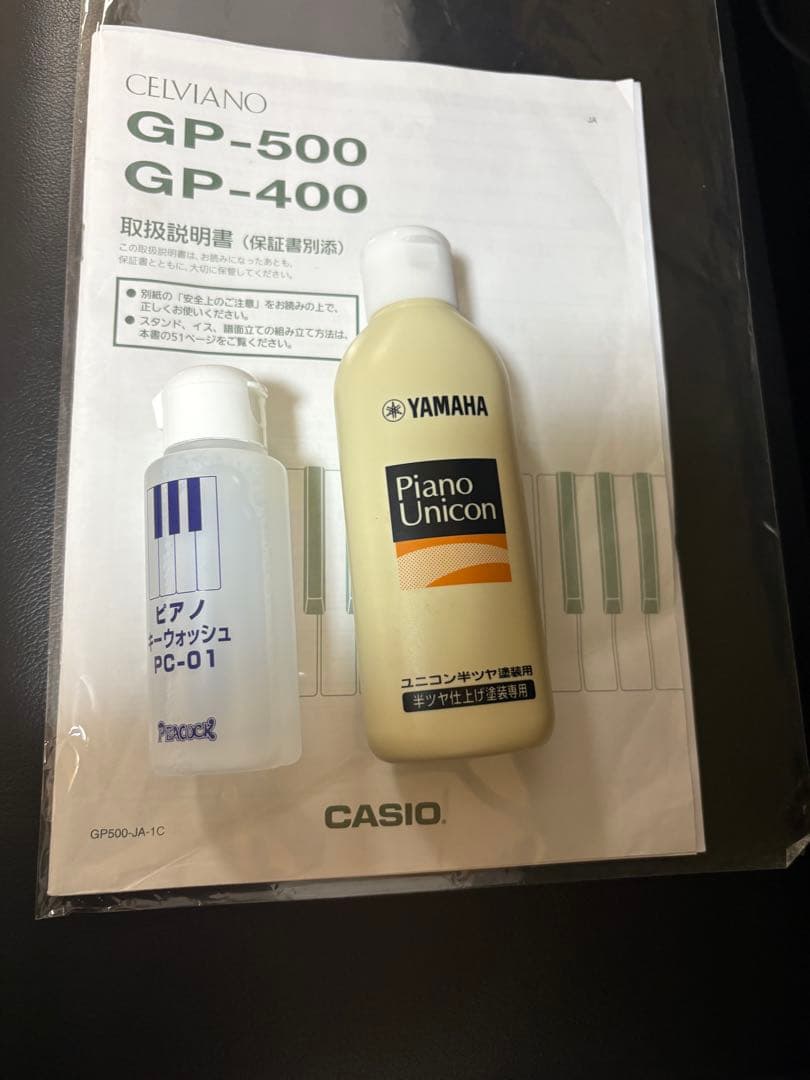 CELVIANO
GP-500
GP-400
JA
取扱説明書（保証書別添）
この取扱説明書は、お読みになったあとも、
保証書とともに、大切に保管してください。
● 別紙の「安全上のご注意」をお読みの上で、
正しくお使いください。
● スタンド、イス、譜面立ての組み立て方法は、
本書の51ページをご覧ください。
YAMAHA
Piano
Unicon
ユニコン半ツヤ塗装用
半ツヤ仕上げ塗装専用
ピアノ
キーウォッシュ
PC-01
PEACOCK
CASIO
GP500-JA-1C